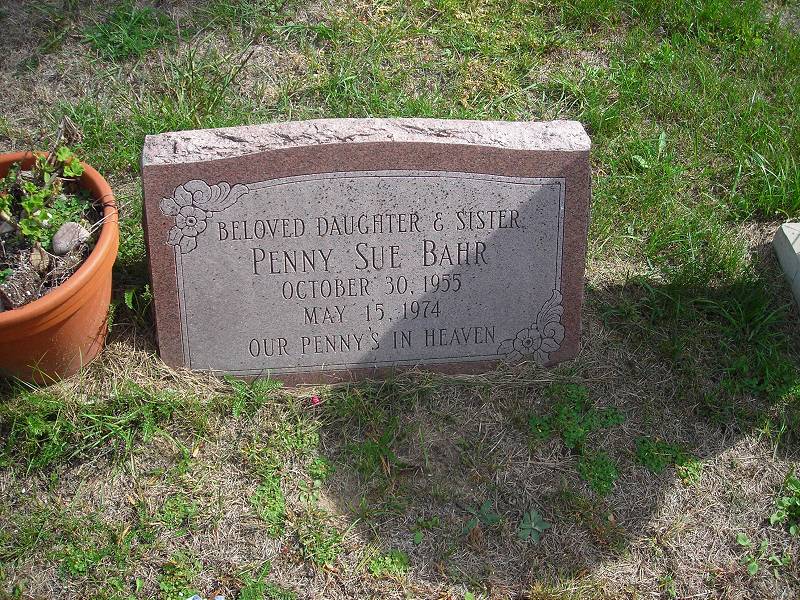 BELOVED DAUGHTER & SISTER
PENNY SUE BAHR
OCTOBER 30, 1955
MAY 15, 1974
OUR PENNY'S IN HEAVEN